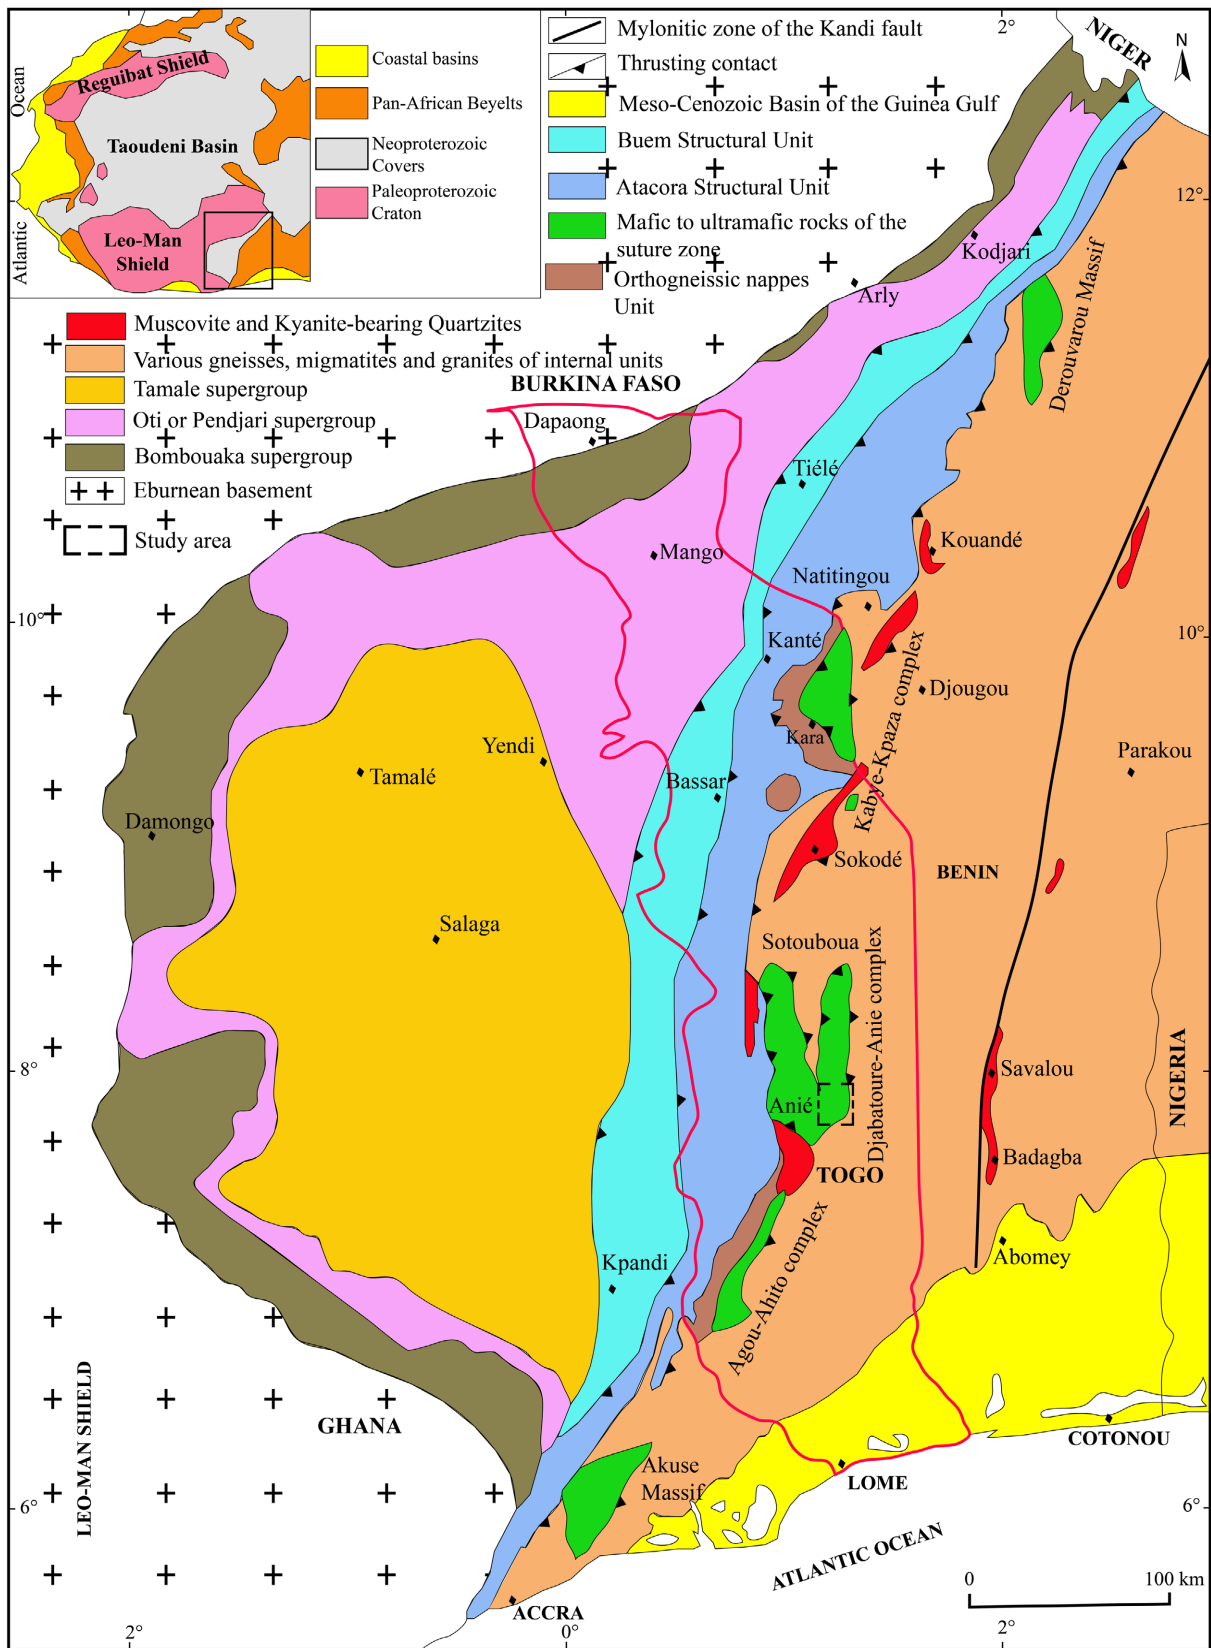 Ocean
Atlantic
Reguibat Shield
Taoudeni Basin
Leo-Man
Shield
Coastal basins
Pan-African Beyelts
Neoproterozoic
Covers
Paleoproterozoic
Craton
Mylonitic zone of the Kandi fault
Thrusting contact
Meso-Cenozoic Basin of the Guinea Gulf
Buem Structural Unit
Atacora Structural Unit
Mafic to ultramafic rocks of the
suture zone
Orthogneissic nappes
Unit
Muscovite and Kyanite-bearing Quartzites
Various gneisses, migmatites and granites of internal units
Tamale supergroup
Oti or Pendjari supergroup
Bombouaka supergroup
Eburnean basement
Study area
2°
NIGER
N
12°
Kodjari
Arly
Derouvarou Massif
BURKINA FASO
Dapaong
Tiélé
Mango
Kouandé
Natitingou
10°
10°
Kanté
Djougou
Kabye-Kpaza complex
Kara
Yendi
Tamalé
Parakou
Bassar
Damongo
Sokodé
BENIN
Salaga
Sotouboua
Djabatoure-Anie complex
8°
Savalou
NIGERIA
Anié
Badagba
TOGO
Abomey
Kpandi
Agou-Ahito complex
LEO-MAN SHIELD
GHANA
COTONOU
Akuse
Massif
LOME
6°
6°
ATLANTIC OCEAN
0
100 km
ACCRA
2°
0°
2°